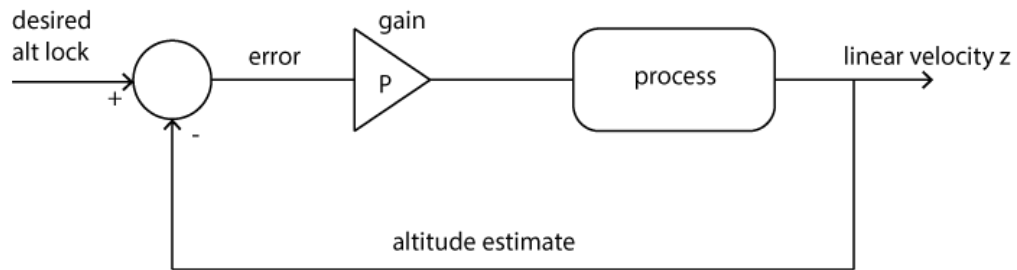 desired
alt lock
+
-
error
gain
P
process
linear velocity z
altitude estimate